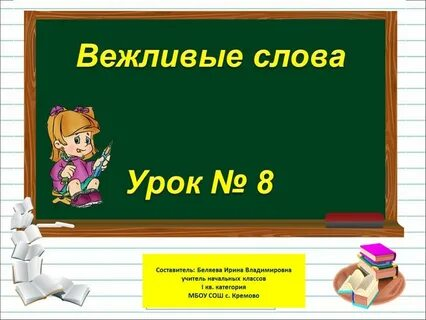 Вежливые слова
Урок № 8
Составитель: Беляева Ирина Владимировна
учитель начальных классов
I кв. категория
МБОУ СОШ с. Кремово